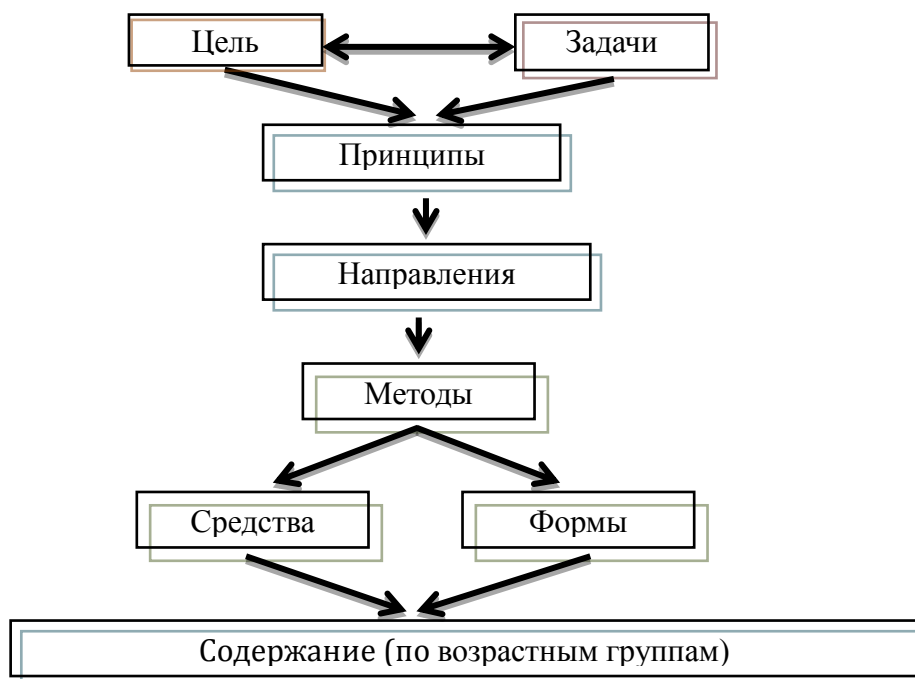 Цель
Задачи
Принципы
Направления
Методы
Средства
Формы
Содержание (по возрастным группам)